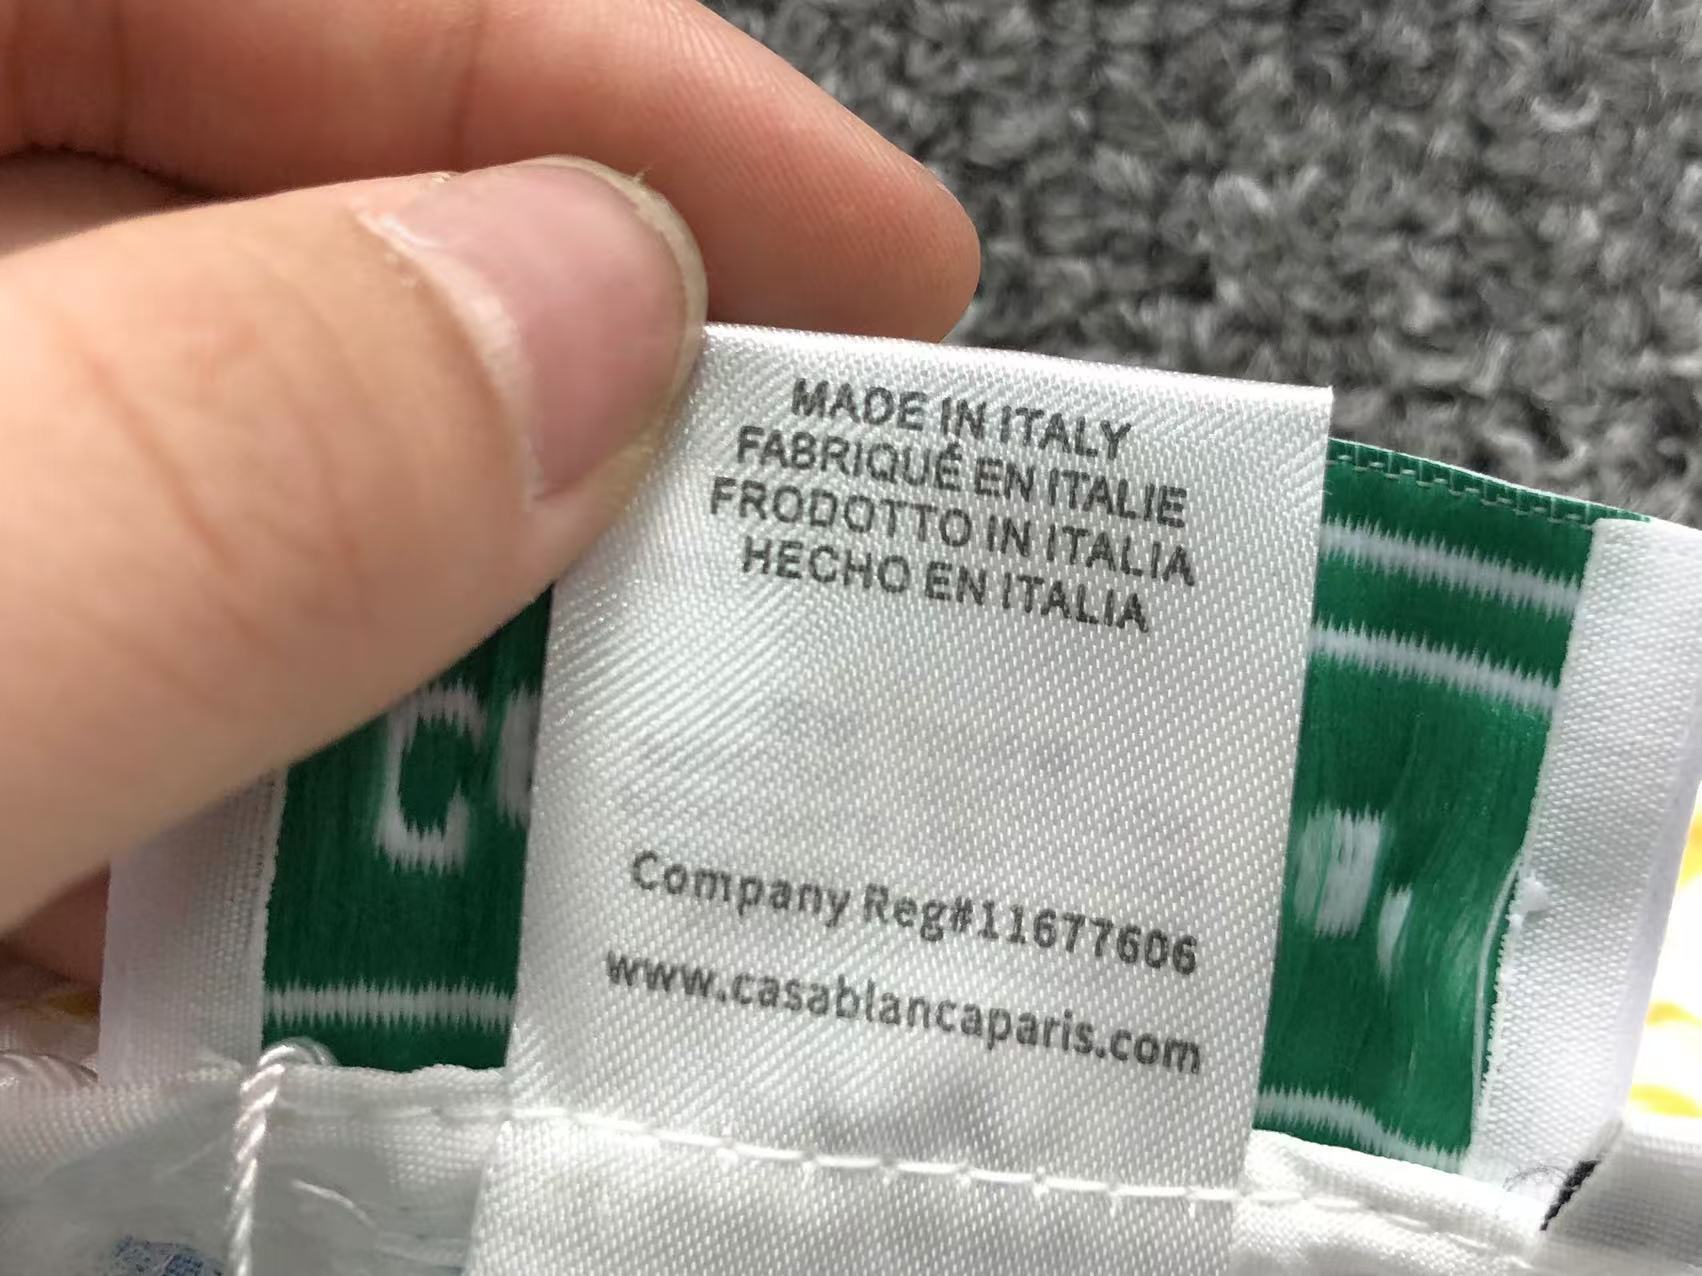 MADE IN ITALY
FABRIQUÉ EN ITALIE
FRODOTTO IN ITALIA
HECHO EN ITALIA
Company Reg#11677606
www.casablancaparis.com